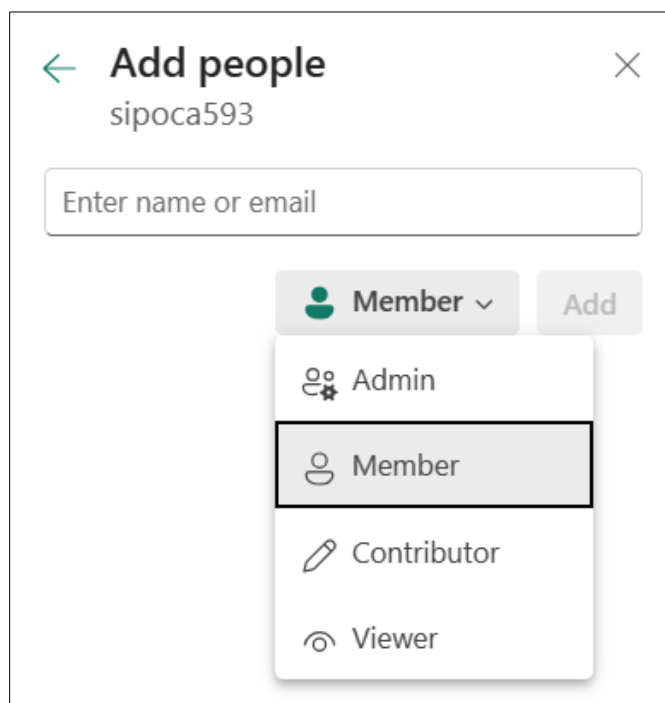 Add people
sipoca593
Enter name or email
Member Add
Admin
Member
Contributor
Viewer